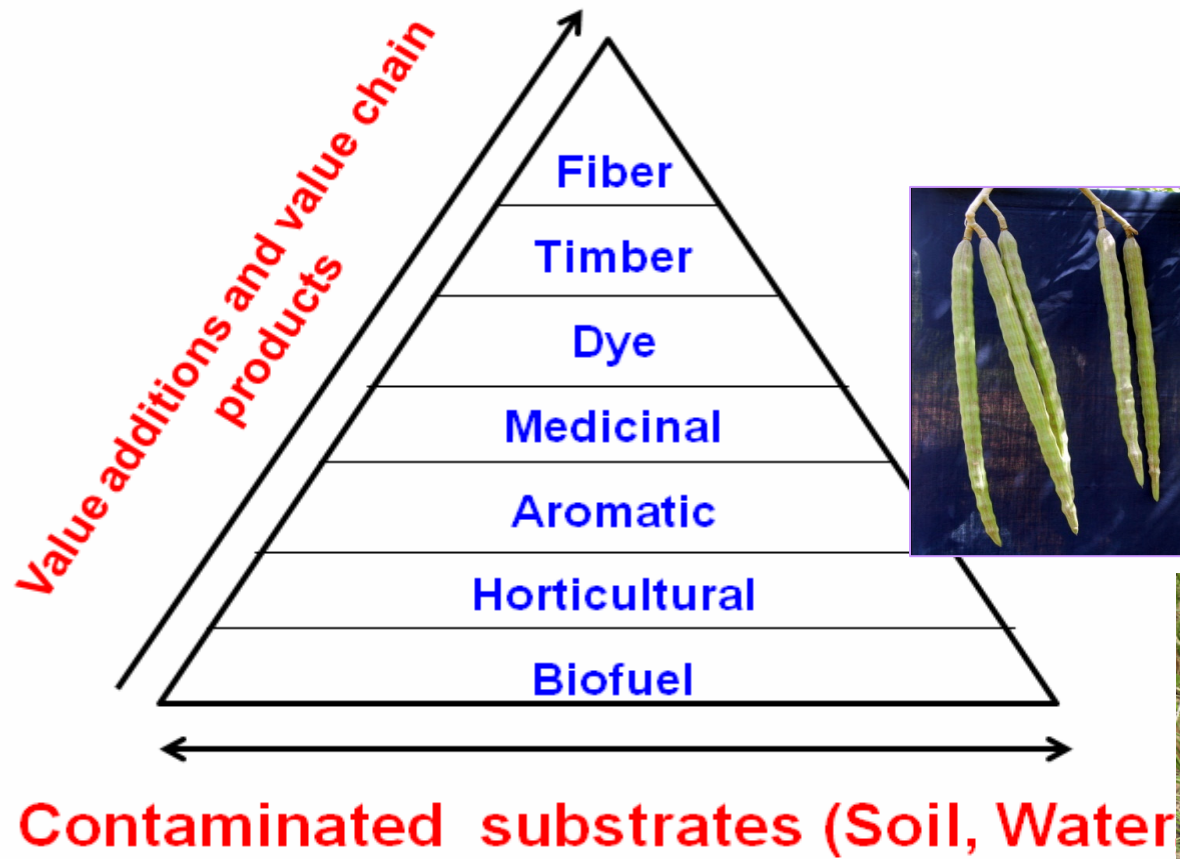 Value additions and value chain
products
Fiber
Timber
Dye
Medicinal
Aromatic
Horticultural
Biofuel
Contaminated substrates (Soil, Water